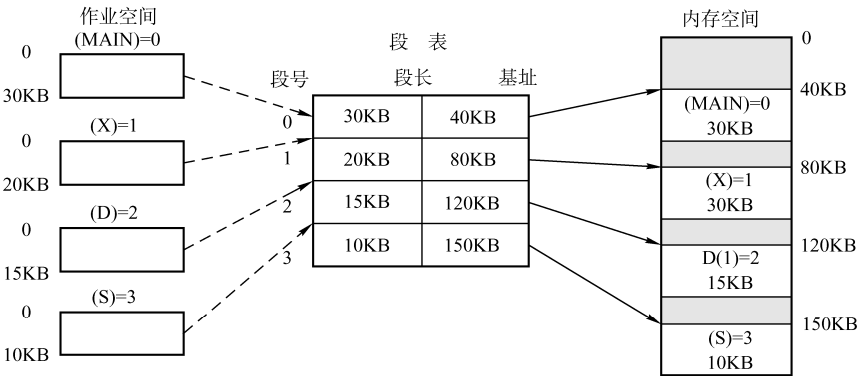 作业空间
(MAIN)=0
0
30KB
(X)=1
0
20KB
(D)=2
0
15KB
(S)=3
0
10KB
段 表
段号 段长 基址
0 30KB 40KB
1 20KB 80KB
2 15KB 120KB
3 10KB 150KB
内存空间
0
40KB
(MAIN)=0
30KB
80KB
(X)=1
30KB
120KB
D(1)=2
15KB
150KB
(S)=3
10KB